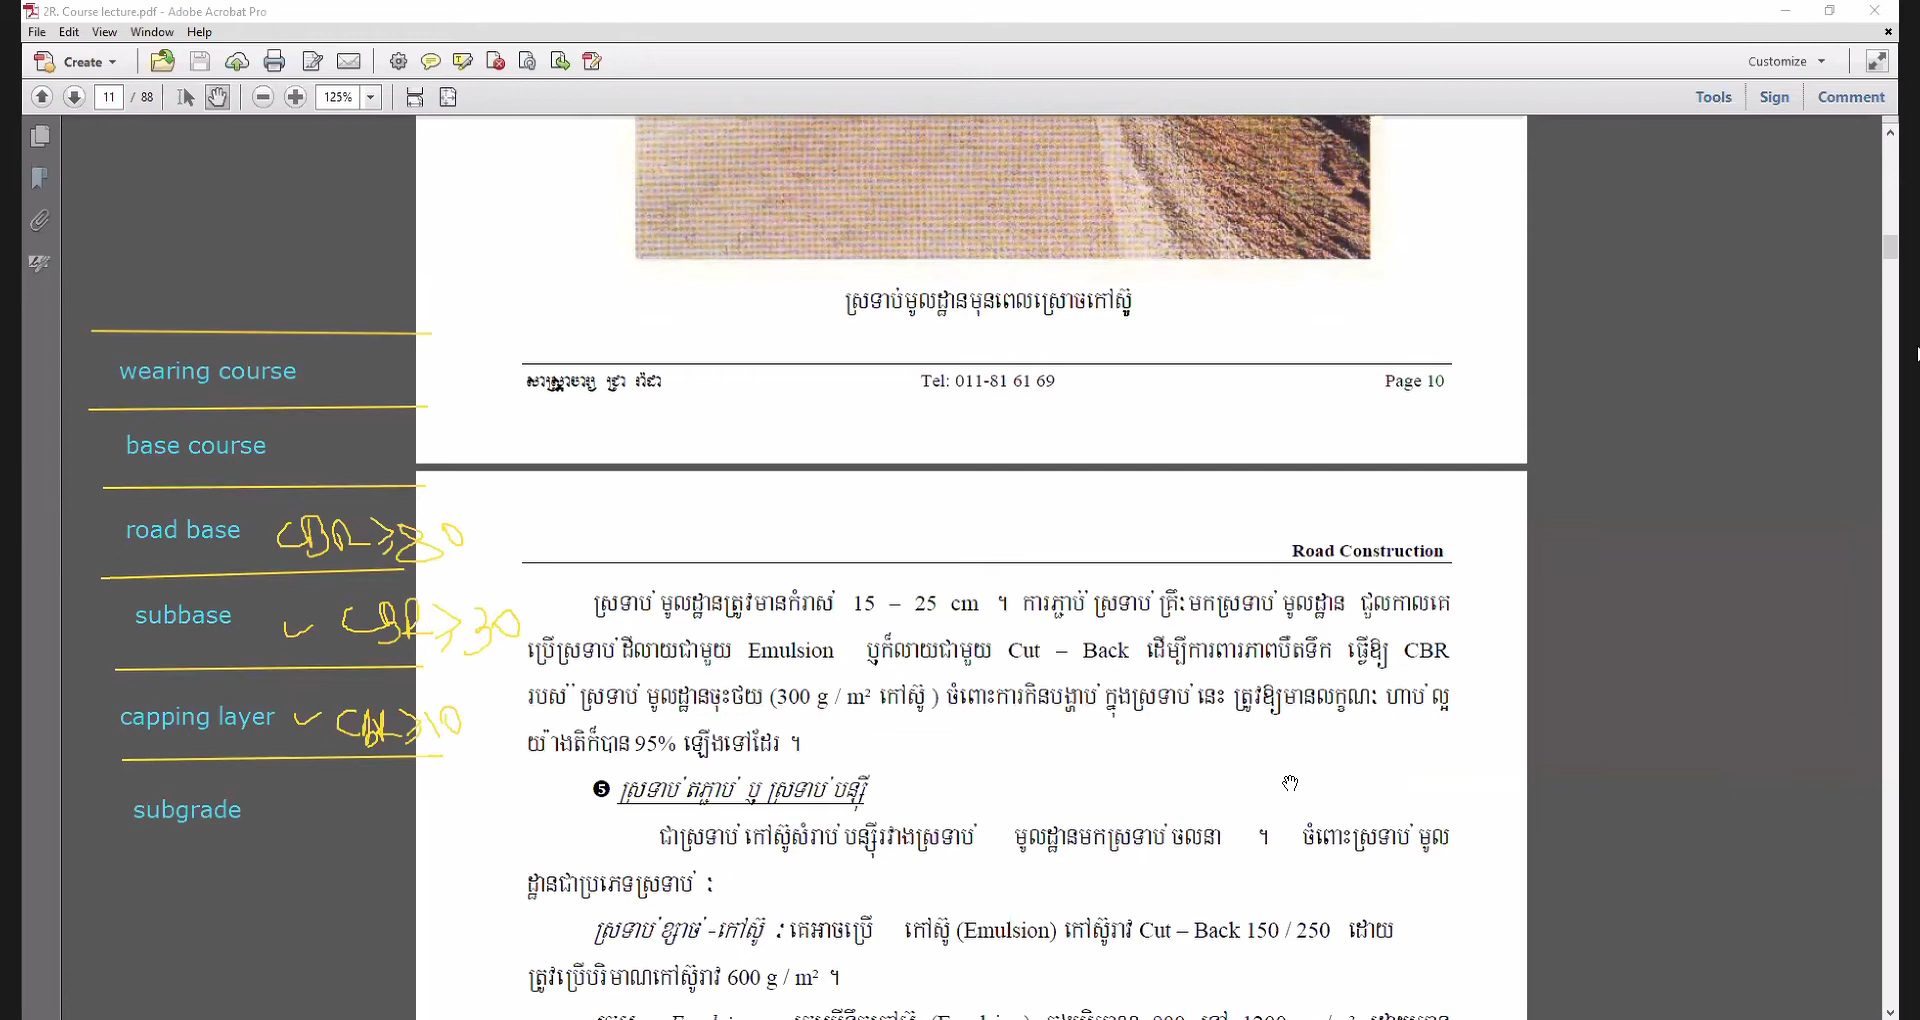 2R. Course lecture.pdf - Adobe Acrobat Pro
File Edit View Window Help
Create Customize
11 / 88 125% Tools Sign Comment
ស្រទាប់មូលដ្ឋានមុនពេលស្រោចកៅស៊ូ
សាស្ត្រាចារ្យ ជ្រា រ៉ាដា Tel: 011-81 61 69 Page 10
wearing course
base course
road base CBR ≥ 80
subbase CBR ≥ 30
capping layer CBR ≥ 10
subgrade
Road Construction
ស្រទាប់មូលដ្ឋានត្រូវមានកំរាស់ 15 – 25 cm ។ ការភ្ជាប់ស្រទាប់គ្រឹះមកស្រទាប់មូលដ្ឋាន ជួលកាលគេ
ប្រើស្រទាប់ដីលាយជាមួយ Emulsion ឬក៏លាយជាមួយ Cut – Back ដើម្បីការពារភាពបឺតទឹក ធ្វើឱ្យ CBR
របស់ស្រទាប់មូលដ្ឋានចុះថយ (300 g / m² កៅស៊ូ ) ចំពោះការកិនបង្ហាប់ក្នុងស្រទាប់នេះ ត្រូវឱ្យមានលក្ខណៈ ហាប់ល្អ
យ៉ាងតិក៏បាន 95% ឡើងទៅដែរ ។
❺ ស្រទាប់តភ្ជាប់ ឬ ស្រទាប់បន្ស៊ី
ជាស្រទាប់កៅស៊ូសំរាប់បន្ស៊ីរវាងស្រទាប់ មូលដ្ឋានមកស្រទាប់ចលនា ។ ចំពោះស្រទាប់មូល
ដ្ឋានជាប្រភេទស្រទាប់ ៖
ស្រទាប់ខ្សាច់-កៅស៊ូ ៖ គេអាចប្រើ កៅស៊ូ (Emulsion) កៅស៊ូរាវ Cut – Back 150 / 250 ដោយ
ត្រូវប្រើបរិមាណកៅស៊ូរាវ 600 g / m² ។